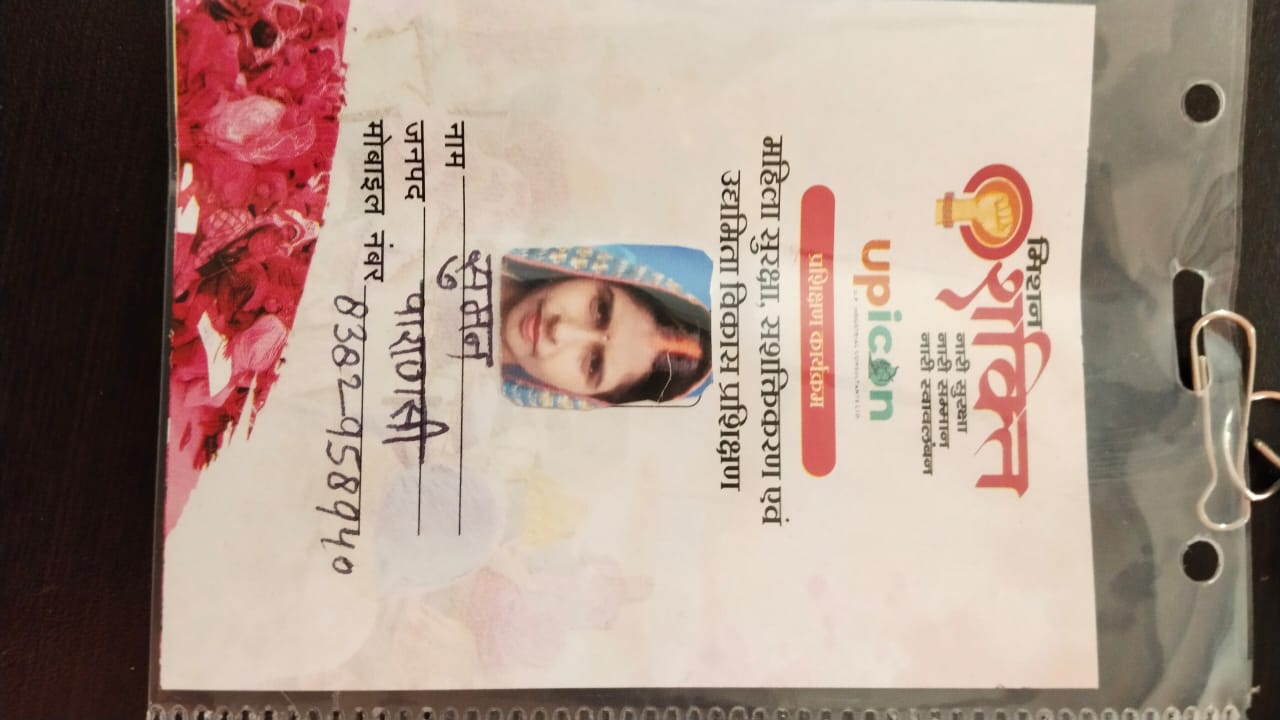 मिशन
शक्ति
नारी सुरक्षा
नारी सम्मान
नारी स्वावलंबन
upicon
प्रशिक्षण कार्यक्रम
महिला सुरक्षा, सशक्तिकरण एवं
उद्यमिता विकास प्रशिक्षण
नाम सुमन
जनपद वाराणसी
मोबाइल नंबर 8382958940